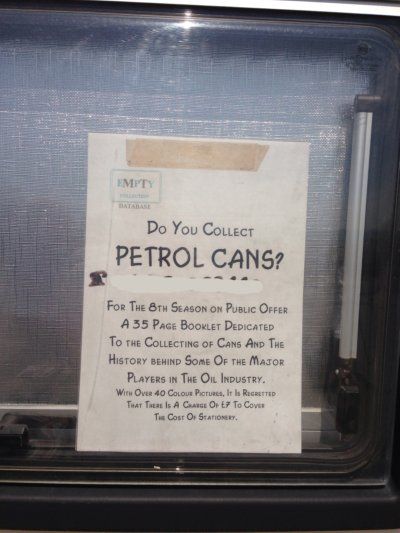 EMPTY
COLLECTION
DATABASE
Do You Collect
PETROL CANS?
For The 8th Season on Public Offer
A 35 Page Booklet Dedicated
To the Collecting of Cans And The
History behind Some Of the Major
Players in The Oil Industry.
With Over 40 Colour Pictures, It Is Regretted
That There Is A Charge Of £7 To Cover
The Cost Of Stationery.